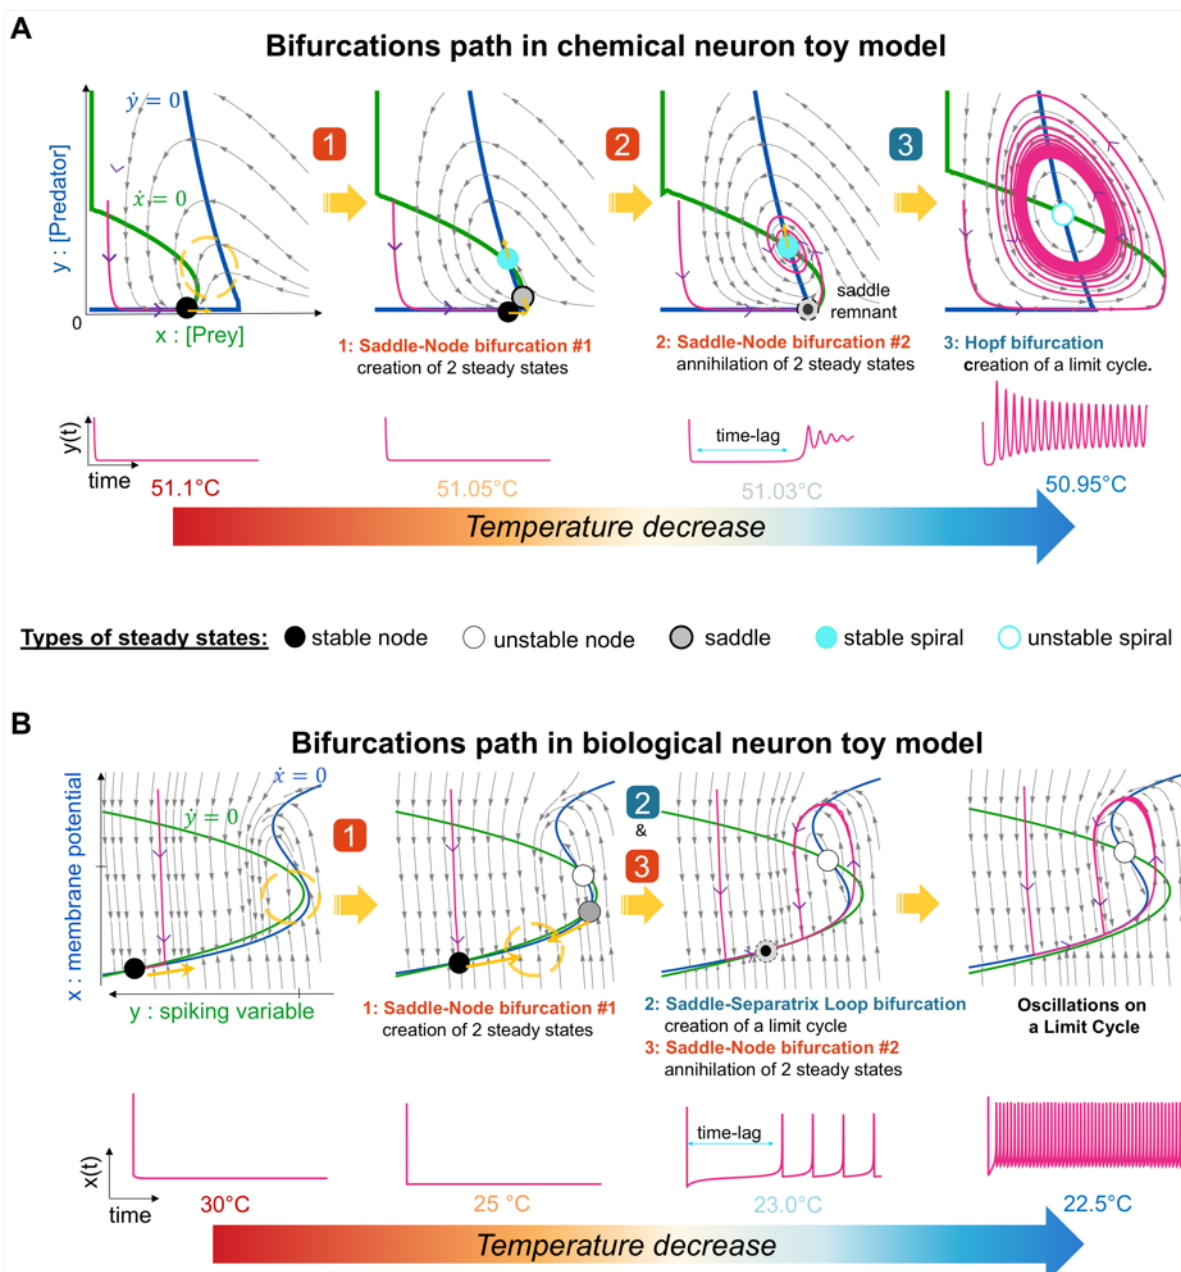 A
Bifurcations path in chemical neuron toy model
y : [Predator]
ẏ = 0
ẋ = 0
0
x : [Prey]
1
2
3
saddle
remnant
1: Saddle-Node bifurcation #1
creation of 2 steady states
2: Saddle-Node bifurcation #2
annihilation of 2 steady states
3: Hopf bifurcation
creation of a limit cycle.
y(t)
time
time-lag
51.1°C
51.05°C
51.03°C
50.95°C
Temperature decrease
Types of steady states: stable node unstable node saddle stable spiral unstable spiral
B
Bifurcations path in biological neuron toy model
x : membrane potential
ẋ = 0
ẏ = 0
y : spiking variable
1
2
&
3
1: Saddle-Node bifurcation #1
creation of 2 steady states
2: Saddle-Separatrix Loop bifurcation
creation of a limit cycle
3: Saddle-Node bifurcation #2
annihilation of 2 steady states
Oscillations on
a Limit Cycle
x(t)
time
time-lag
30°C
25 °C
23.0°C
22.5°C
Temperature decrease